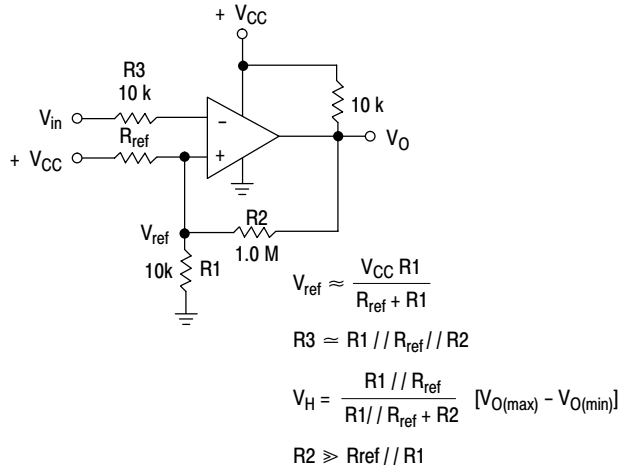 + VCC
R3
10 k
10 k
Vin
−
VO
Rref
+ VCC
+
R2
Vref
1.0 M
10k
R1
Vref ≈ VCC R1 / Rref + R1
R3 ≃ R1 / / Rref / / R2
VH = R1 / / Rref / R1/ / Rref + R2 [VO(max) − VO(min)]
R2 ≫ Rref / / R1